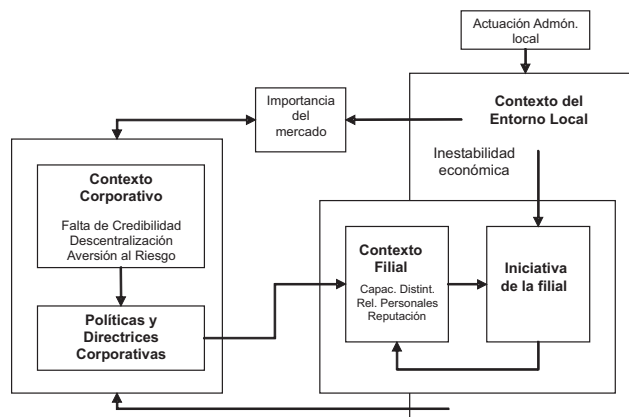 Actuación Admón.
local
Contexto del
Entorno Local
Importancia
del
mercado
Inestabilidad
económica
Contexto
Corporativo
Falta de Credibilidad
Descentralización
Aversión al Riesgo
Contexto
Filial
Capac. Distint.
Rel. Personales
Reputación
Iniciativa
de la filial
Políticas y
Directrices
Corporativas